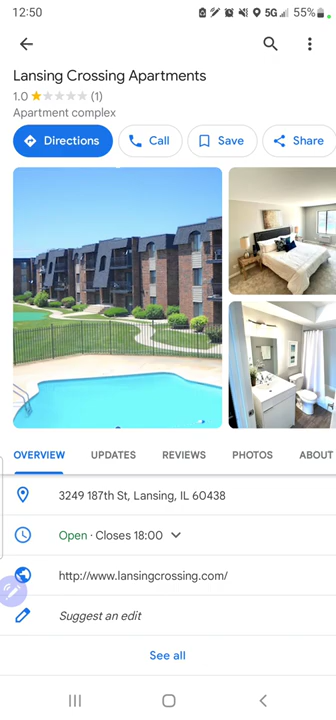 12:50
5G 55%
Lansing Crossing Apartments
1.0 (1)
Apartment complex
Directions Call Save Share
OVERVIEW UPDATES REVIEWS PHOTOS ABOUT
3249 187th St, Lansing, IL 60438
Open · Closes 18:00
http://www.lansingcrossing.com/
Suggest an edit
See all